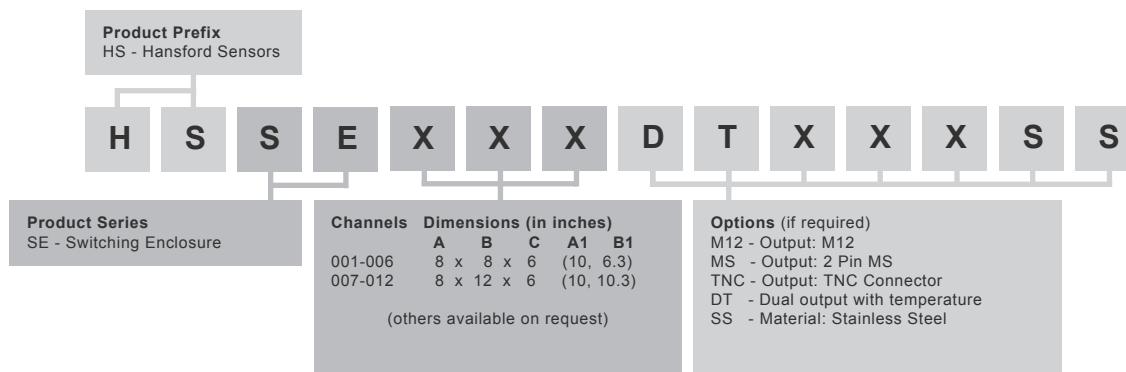 Product Prefix
HS - Hansford Sensors
H S S E X X X D T X X X S S
Product Series
SE - Switching Enclosure
Channels Dimensions (in inches)
A B C A1 B1
001-006 8 x 8 x 6 (10, 6.3)
007-012 8 x 12 x 6 (10, 10.3)
(others available on request)
Options (if required)
M12 - Output: M12
MS - Output: 2 Pin MS
TNC - Output: TNC Connector
DT - Dual output with temperature
SS - Material: Stainless Steel